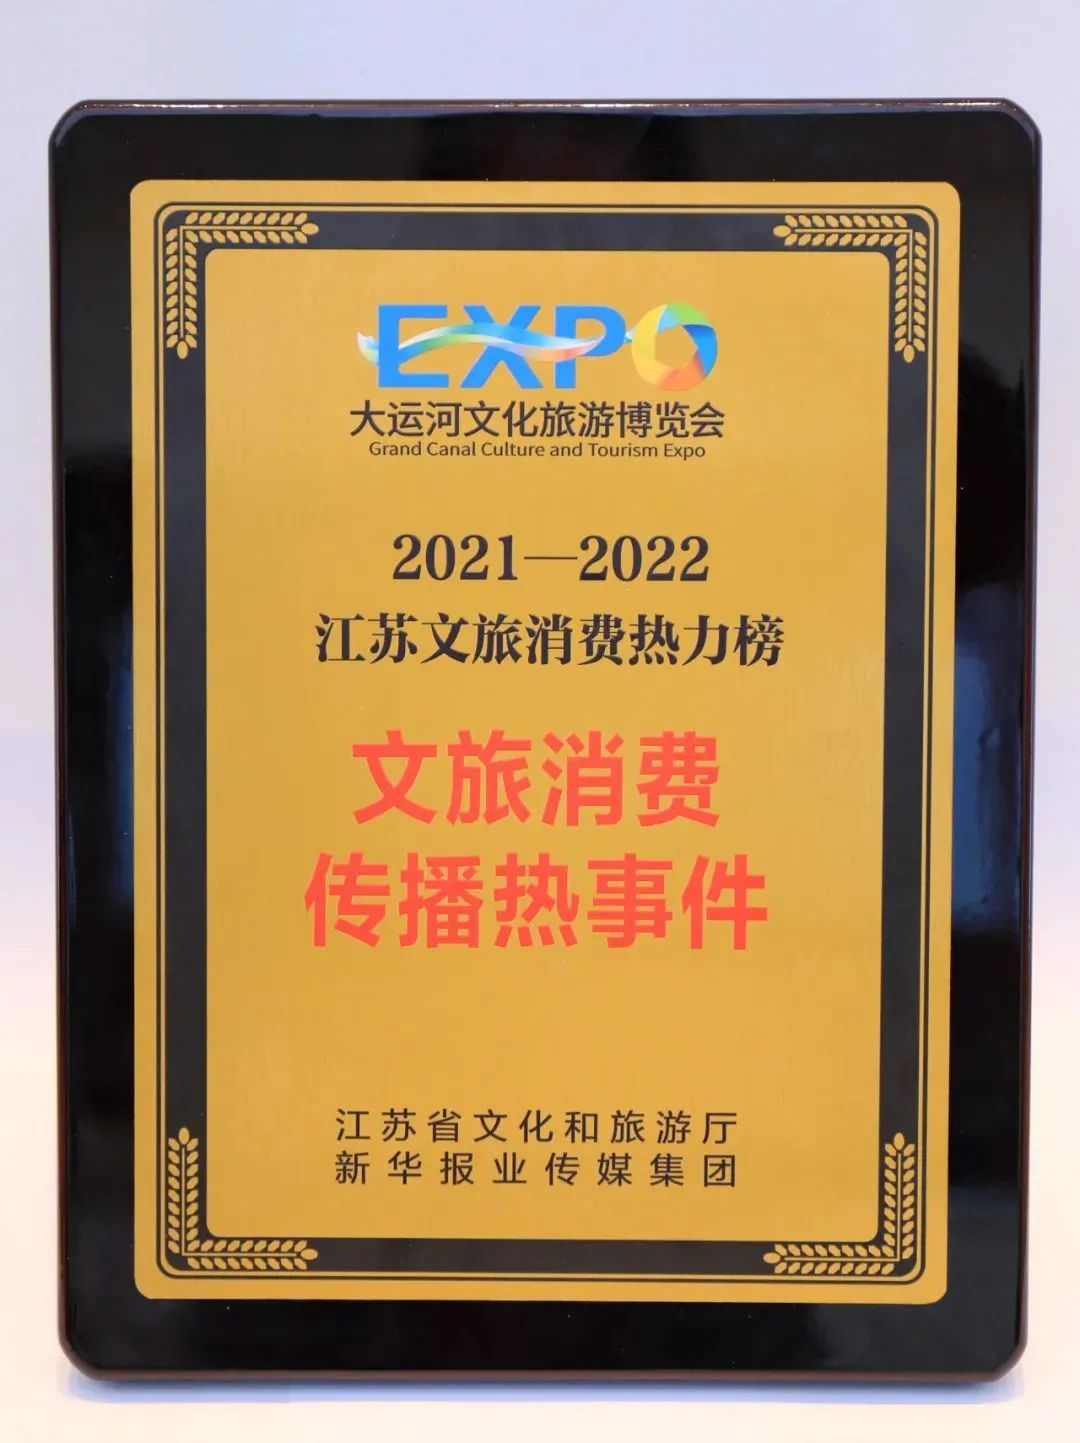 EXPO
大运河文化旅游博览会
Grand Canal Culture and Tourism Expo
2021—2022
江苏文旅消费热力榜
文旅消费
传播热事件
江苏省文化和旅游厅
新华报业传媒集团